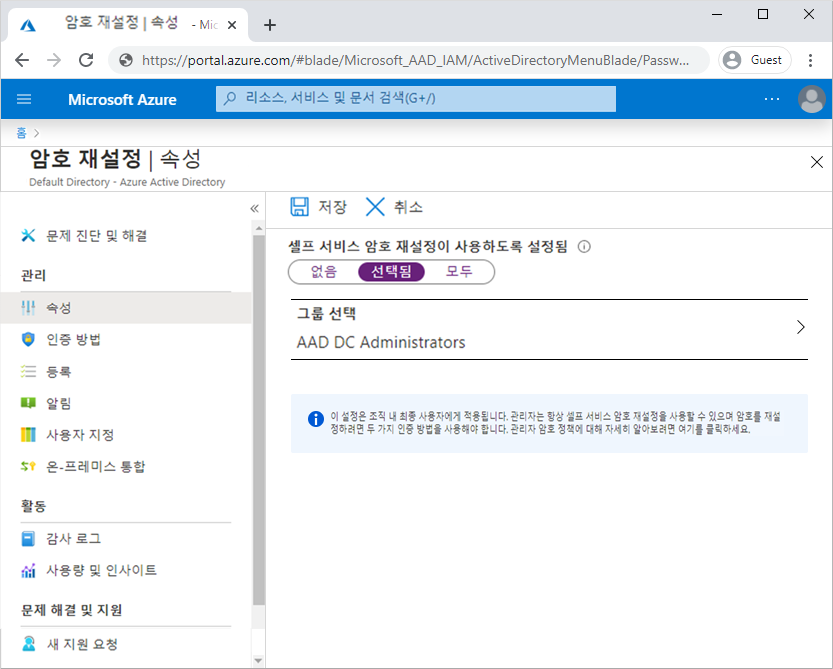 암호 재설정 | 속성 - Mic
https://portal.azure.com/#blade/Microsoft_AAD_IAM/ActiveDirectoryMenuBlade/Passw...
Guest
Microsoft Azure
리소스, 서비스 및 문서 검색(G+/)
홈
암호 재설정 | 속성
Default Directory - Azure Active Directory
문제 진단 및 해결
관리
속성
인증 방법
등록
알림
사용자 지정
온-프레미스 통합
활동
감사 로그
사용량 및 인사이트
문제 해결 및 지원
새 지원 요청
저장
취소
셀프 서비스 암호 재설정이 사용하도록 설정됨
없음
선택됨
모두
그룹 선택
AAD DC Administrators
이 설정은 조직 내 최종 사용자에게 적용됩니다. 관리자는 항상 셀프 서비스 암호 재설정을 사용할 수 있으며 암호를 재설
정하려면 두 가지 인증 방법을 사용해야 합니다. 관리자 암호 정책에 대해 자세히 알아보려면 여기를 클릭하세요.